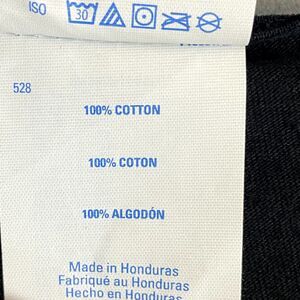 ISO
30
528
100% COTTON
100% COTON
100% ALGODÓN
Made in Honduras
Fabriqué au Honduras
Hecho en Honduras